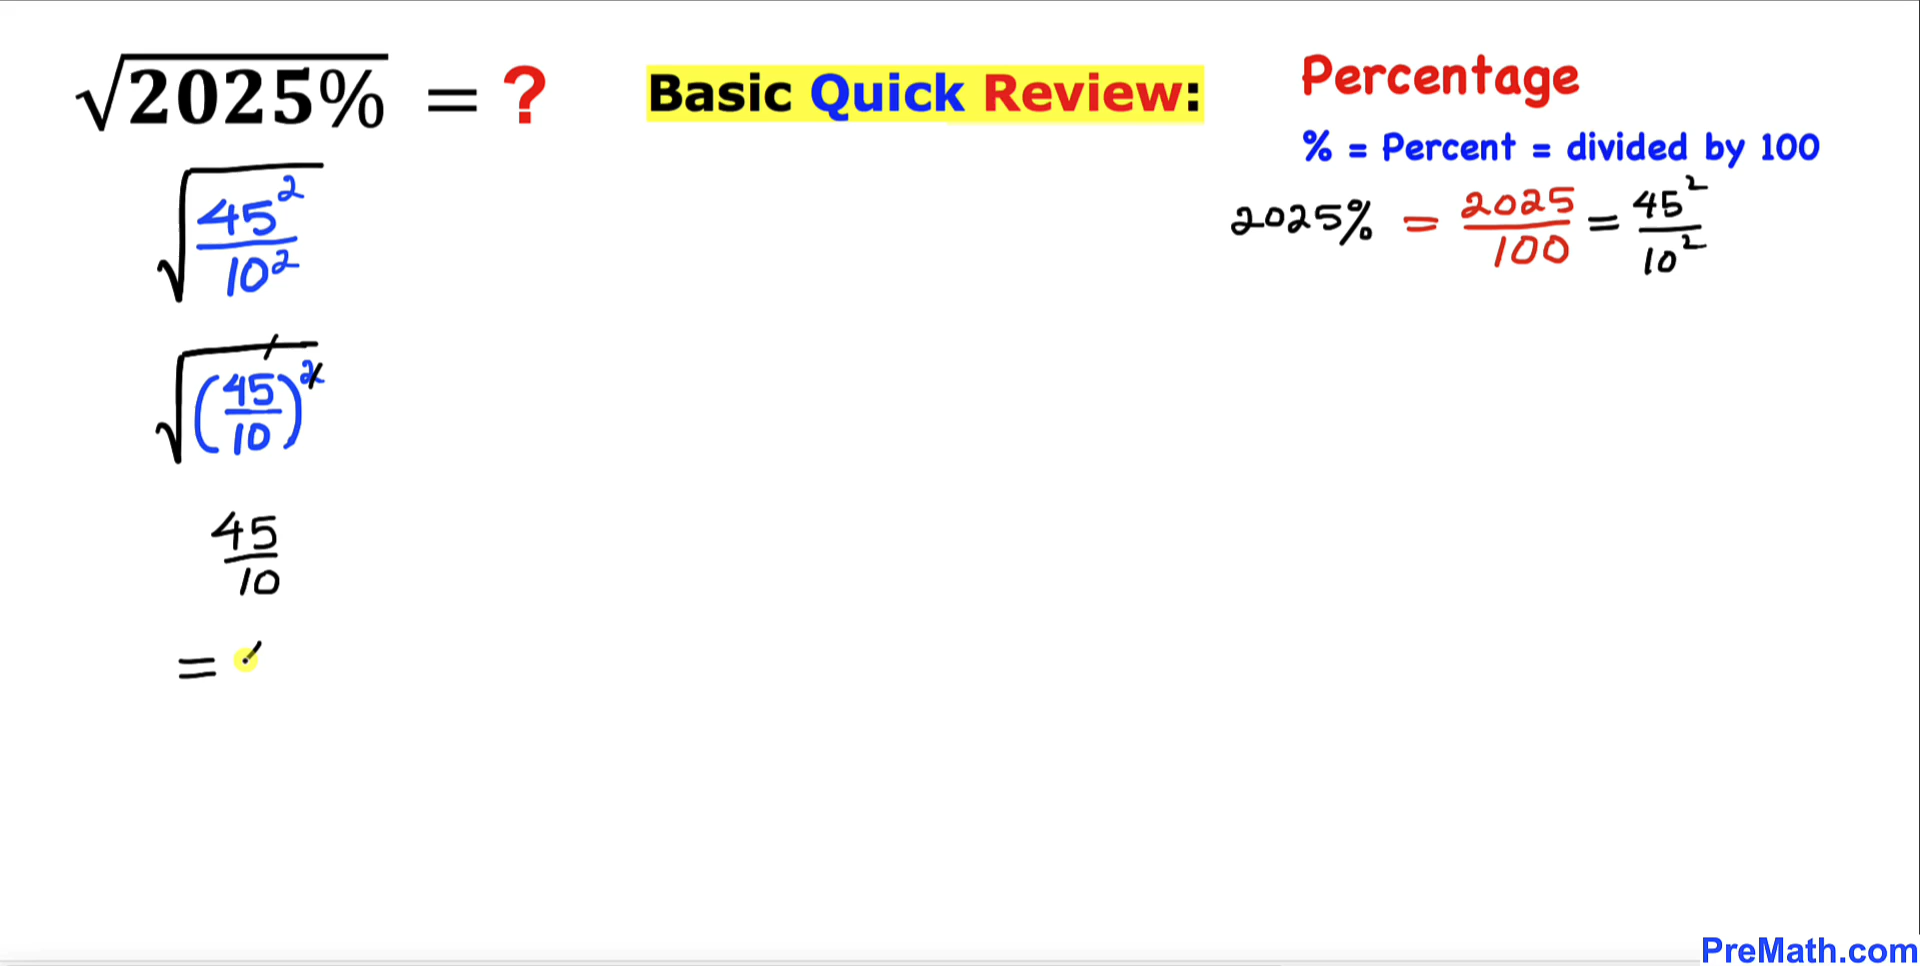 √2025% = ?
Basic Quick Review:
Percentage
% = Percent = divided by 100
2025% = 2025/100 = 45²/10²
√(45²/10²)
√(45/10)²
45/10
=
PreMath.com